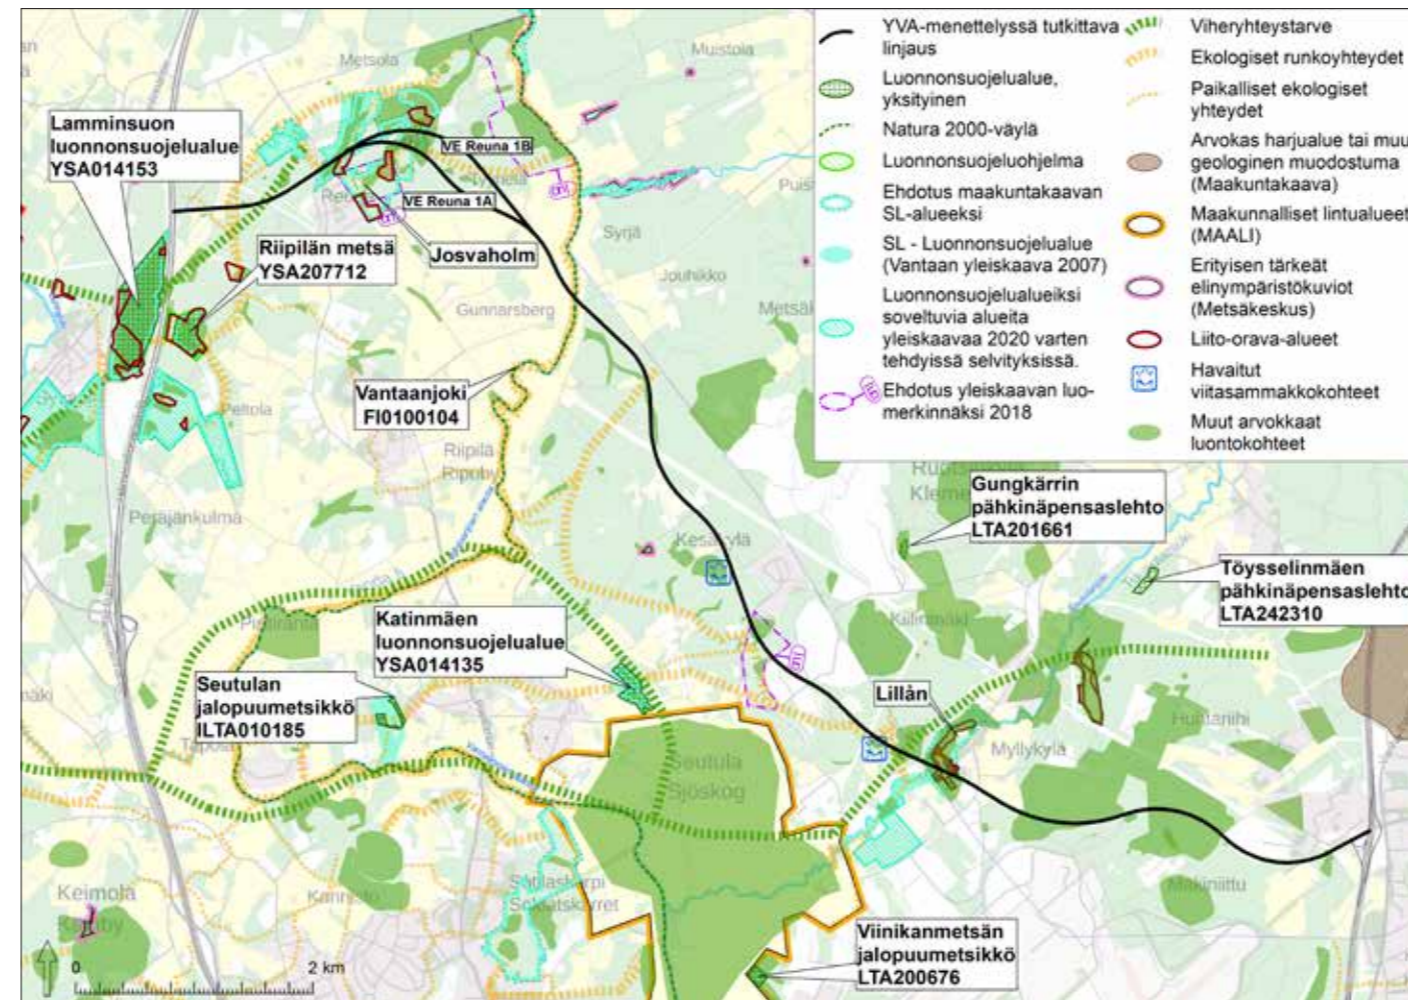 Lamminsuon
luonnonsuojelualue
YSA014153
Riipilän metsä
YSA207712
VE Reuna 1B
VE Reuna 1A
Josvaholm
Vantaanjoki
FI0100104
Katinmäen
luonnonsuojelualue
YSA014135
Seutulan
jalopuumetsikkö
ILTA010185
Gungkärrin
pähkinäpensaslehto
LTA201661
Töysselinmäen
pähkinäpensaslehto
LTA242310
Lillån
Viinikanmetsän
jalopuumetsikkö
LTA200676
YVA-menettelyssä tutkittava
linjaus
Luonnonsuojelualue,
yksityinen
Natura 2000-väylä
Luonnonsuojeluohjelma
Ehdotus maakuntakaavan
SL-alueeksi
SL - Luonnonsuojelualue
(Vantaan yleiskaava 2007)
Luonnonsuojelualueiksi
soveltuvia alueita
yleiskaavaa 2020 varten
tehdyissä selvityksissä.
Ehdotus yleiskaavan luo-
merkinnäksi 2018
Viheryhteystarve
Ekologiset runkoyhteydet
Paikalliset ekologiset
yhteydet
Arvokas harjualue tai muu
geologinen muodostuma
(Maakuntakaava)
Maakunnalliset lintualueet
(MAALI)
Erityisen tärkeät
elinympäristökuviot
(Metsäkeskus)
Liito-orava-alueet
Havaitut
viitasammakkokohteet
Muut arvokkaat
luontokohteet
Metsola
Muistola
Syrjä
Jouhikko
Gunnarsberg
Peltola
Riipilä
Ripuby
Peräjänkulma
Kesäkylä
Pistiranta
Tapola
Seutula
Sjöskog
Kiilinmäki
Myllykylä
Huntarihi
Mäkiniittu
Keimola
Kannisto
0
2 km